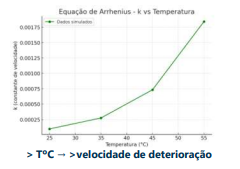 Equação de Arrhenius - k vs Temperatura
Dados simulados
k (constante de velocidade)
0.00175
0.00150
0.00125
0.00100
0.00075
0.00050
0.00025
25 30 35 40 45 50 55
Temperatura (°C)
> TºC → >velocidade de deterioração